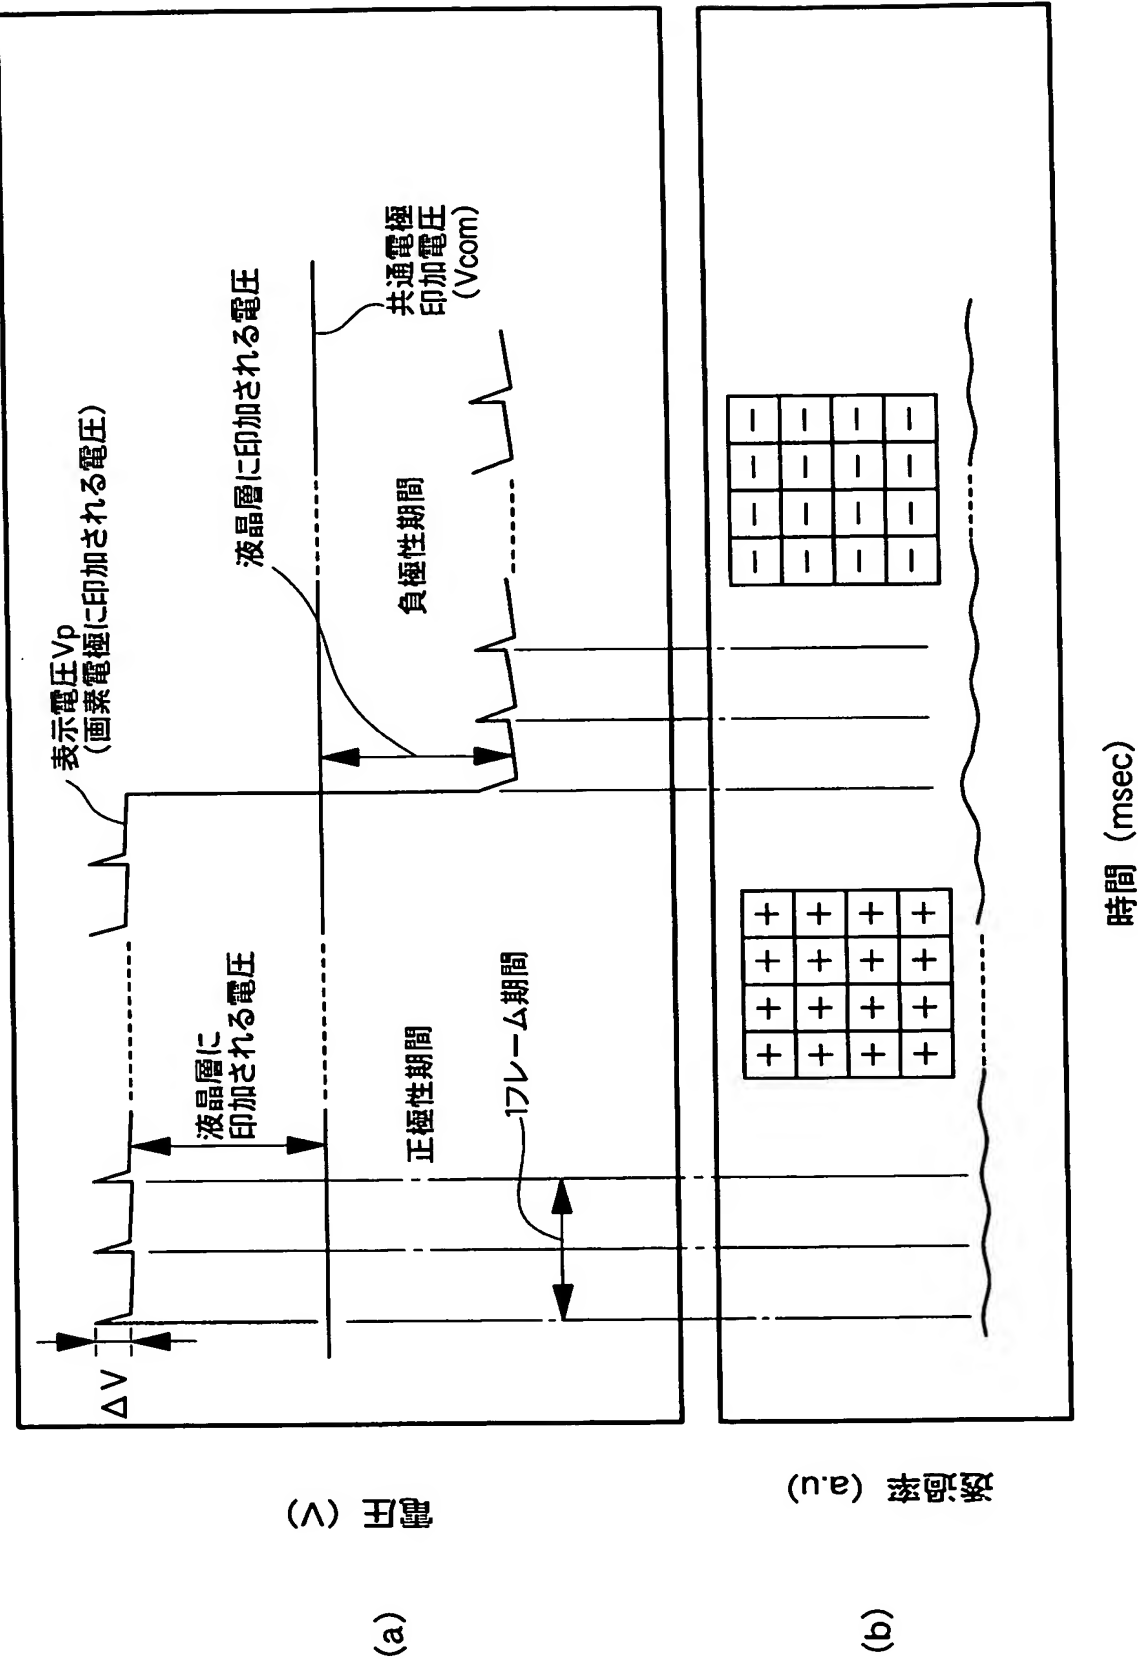 (a)
電圧 (V)
ΔV
表示電圧Vp
(画素電極に印加される電圧)
液晶層に
印加される電圧
液晶層に印加される電圧
共通電極
印加電圧
(Vcom)
正極性期間
負極性期間
1フレーム期間
(b)
透過率 (a.u)
+ + + +
+ + + +
+ + + +
+ + + +
− − − −
− − − −
− − − −
− − − −
時間 (msec)